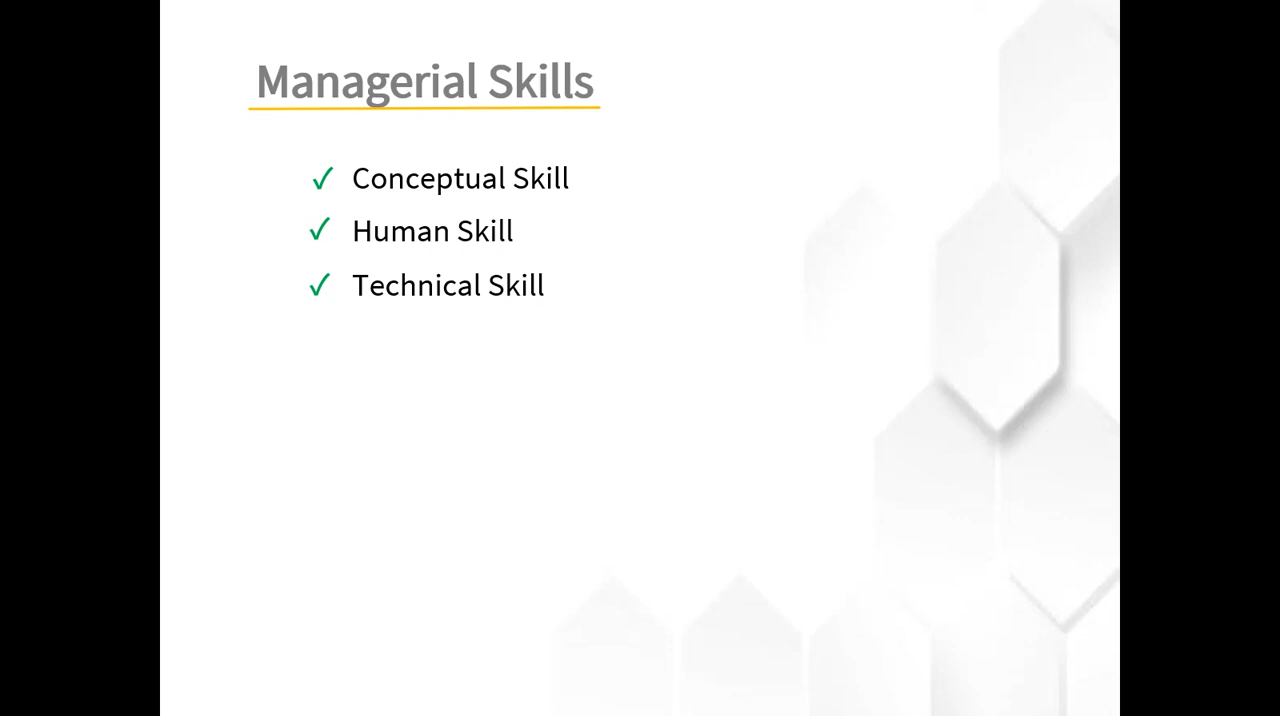 Managerial Skills
✓ Conceptual Skill
✓ Human Skill
✓ Technical Skill